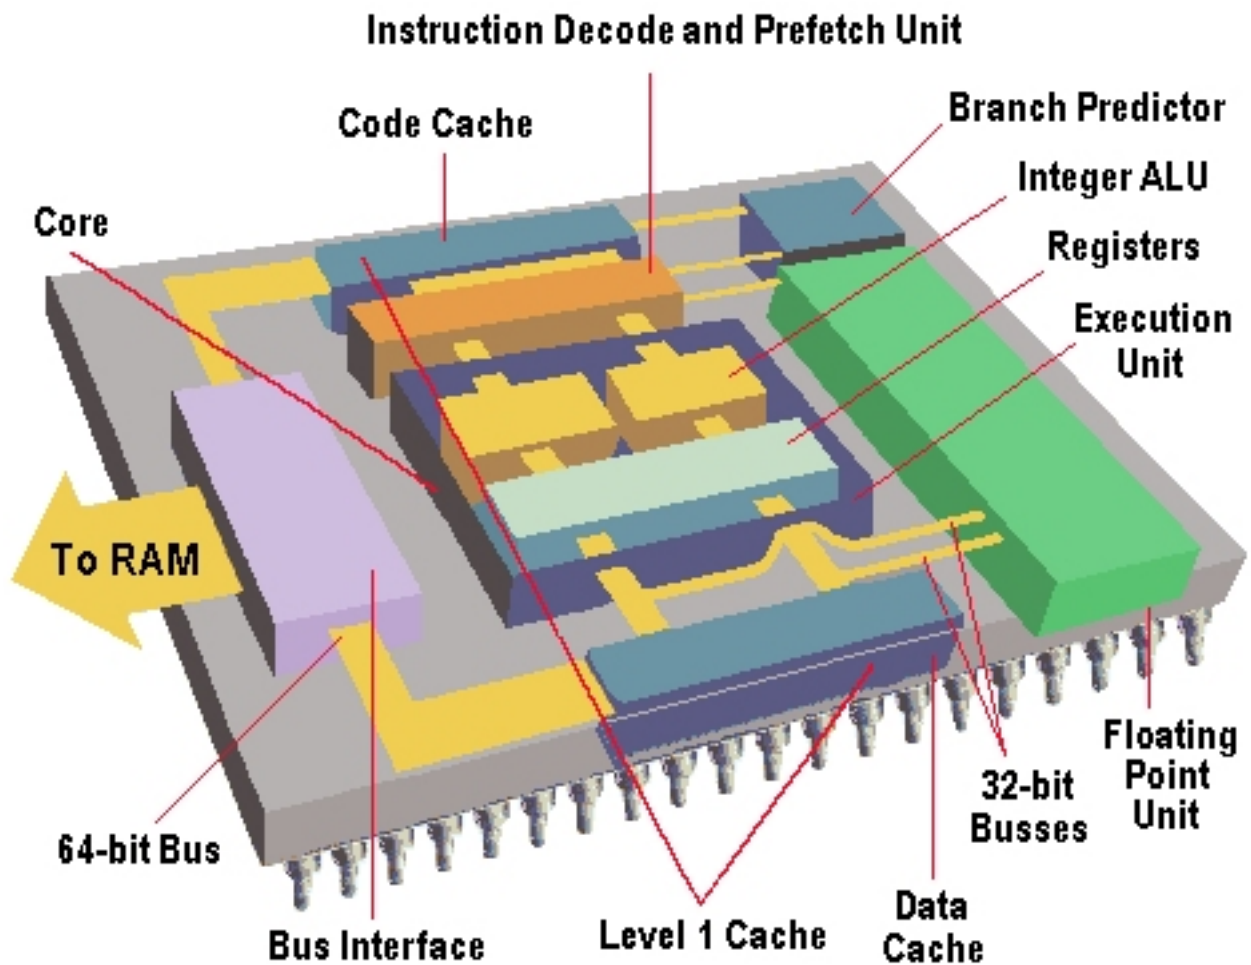 Instruction Decode and Prefetch Unit
Code Cache
Branch Predictor
Integer ALU
Core
Registers
Execution
Unit
To RAM
Floating
Point
Unit
32-bit
Busses
64-bit Bus
Data
Cache
Level 1 Cache
Bus Interface